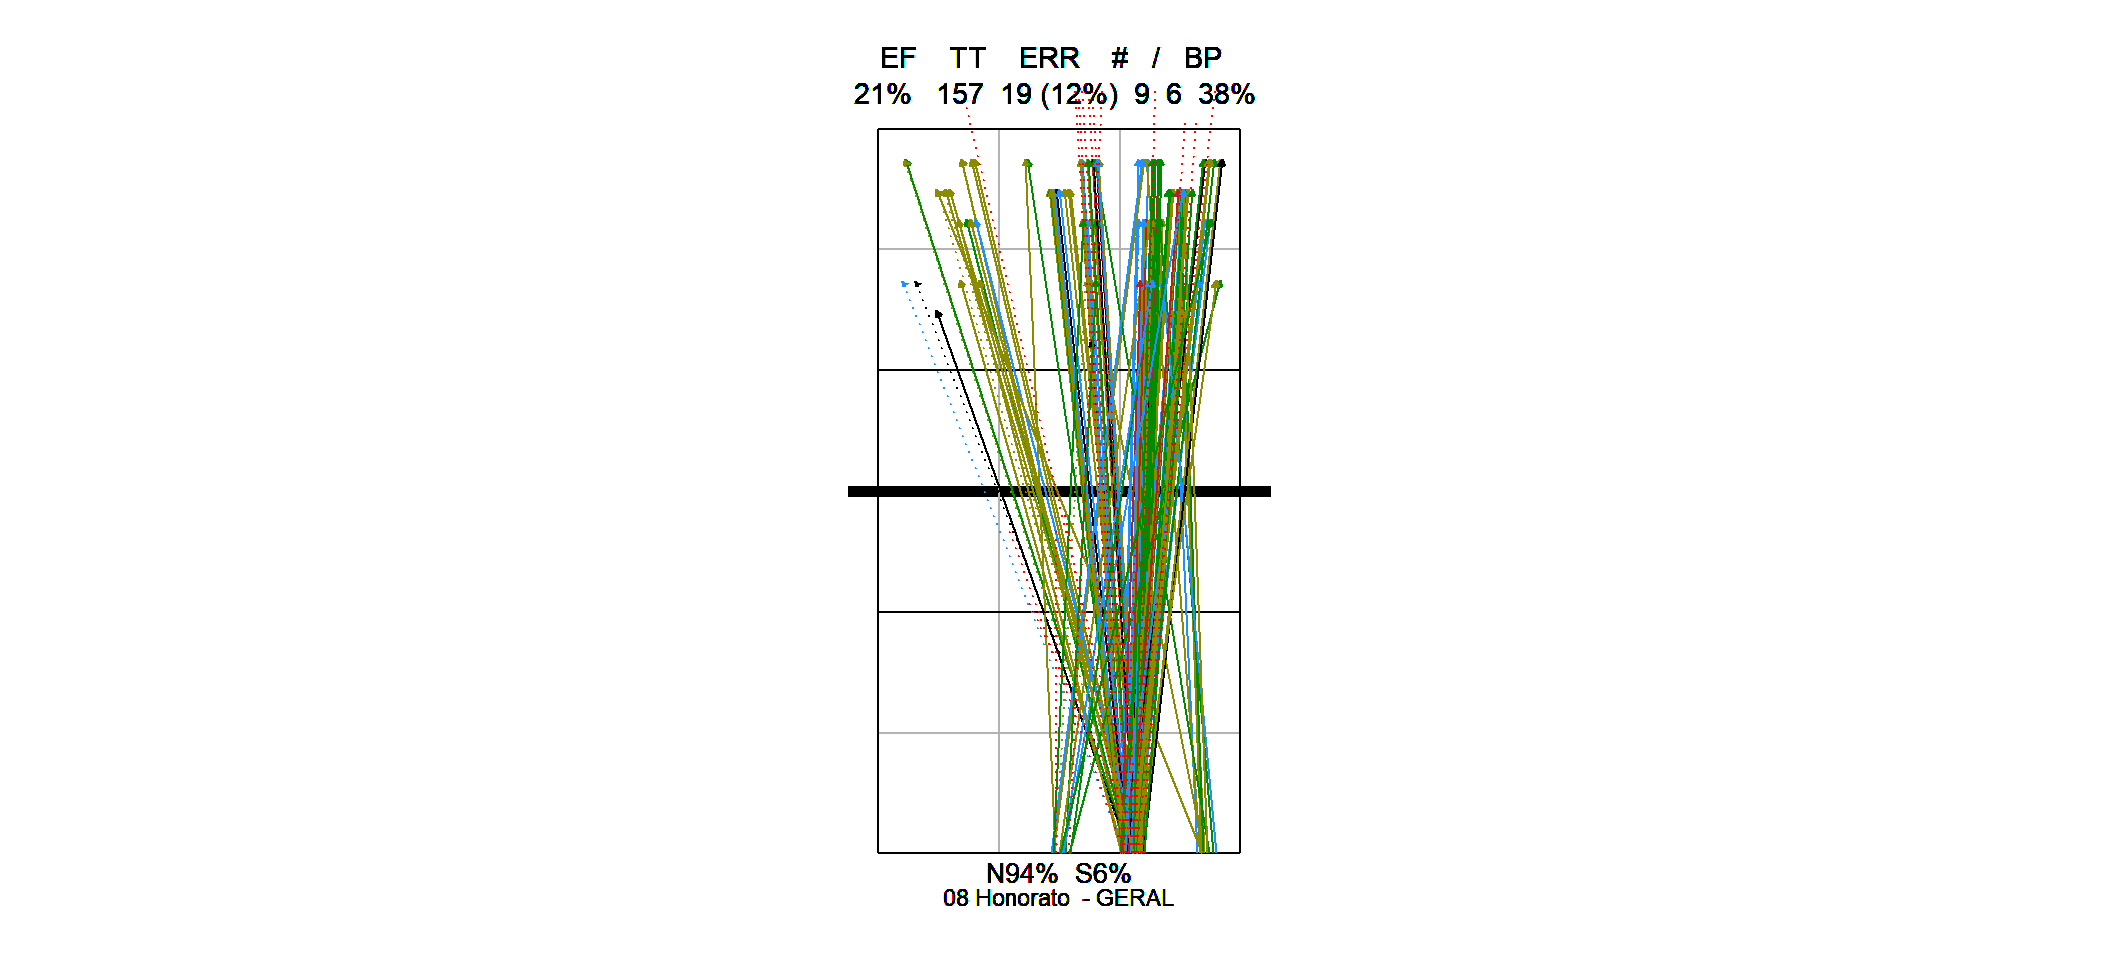 EF TT ERR # / BP
21% 157 19 (12%) 9 6 38%
N94% S6%
08 Honorato - GERAL